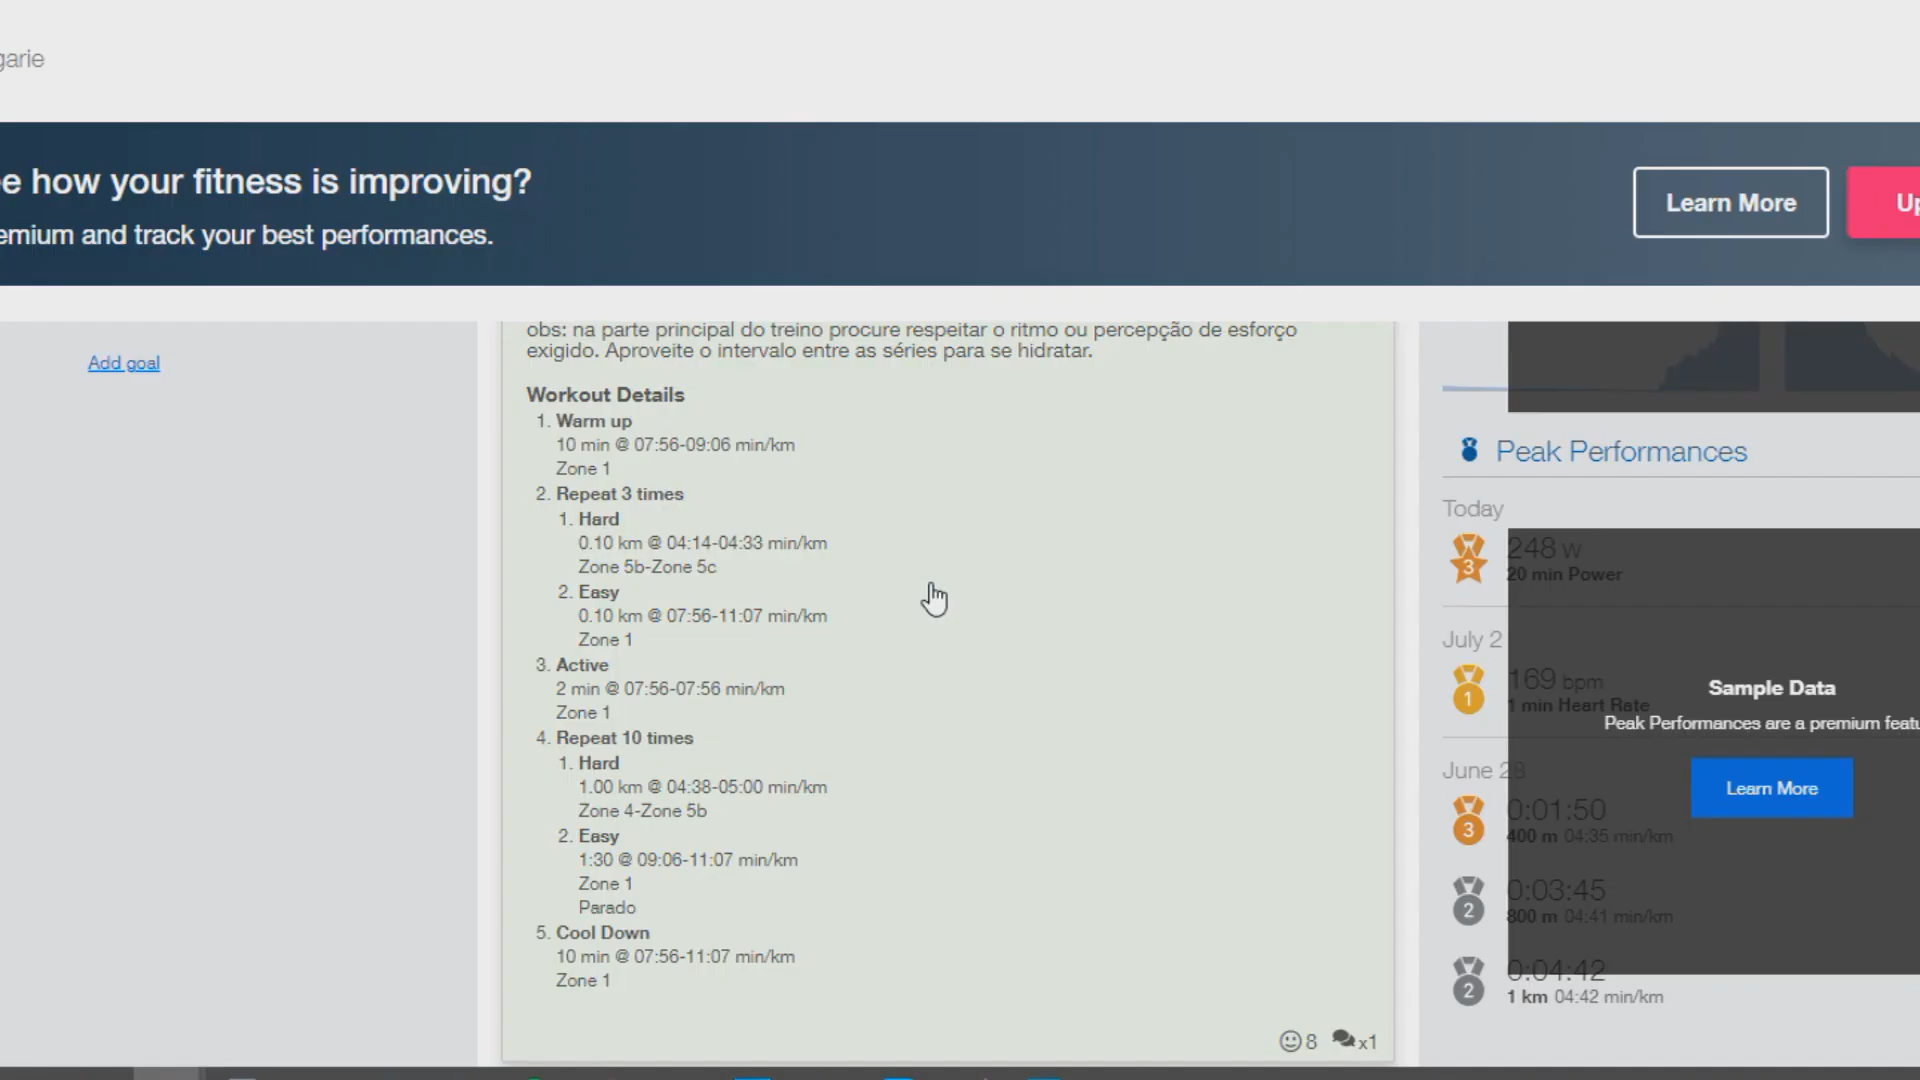 garie
e how your fitness is improving?
emium and track your best performances.
Learn More
Up
Add goal
obs: na parte principal do treino procure respeitar o ritmo ou percepção de esforço
exigido. Aproveite o intervalo entre as séries para se hidratar.
Workout Details
1. Warm up
10 min @ 07:56-09:06 min/km
Zone 1
2. Repeat 3 times
1. Hard
0.10 km @ 04:14-04:33 min/km
Zone 5b-Zone 5c
2. Easy
0.10 km @ 07:56-11:07 min/km
Zone 1
3. Active
2 min @ 07:56-07:56 min/km
Zone 1
4. Repeat 10 times
1. Hard
1.00 km @ 04:38-05:00 min/km
Zone 4-Zone 5b
2. Easy
1:30 @ 09:06-11:07 min/km
Zone 1
Parado
5. Cool Down
10 min @ 07:56-11:07 min/km
Zone 1
8 x1
Peak Performances
Today
3
248 W
20 min Power
July 2
1
169 bpm
1 min Heart Rate
Sample Data
Peak Performances are a premium featu
Learn More
June 28
3
0:01:50
400 m 04:35 min/km
2
0:03:45
800 m 04:41 min/km
2
0:04:42
1 km 04:42 min/km